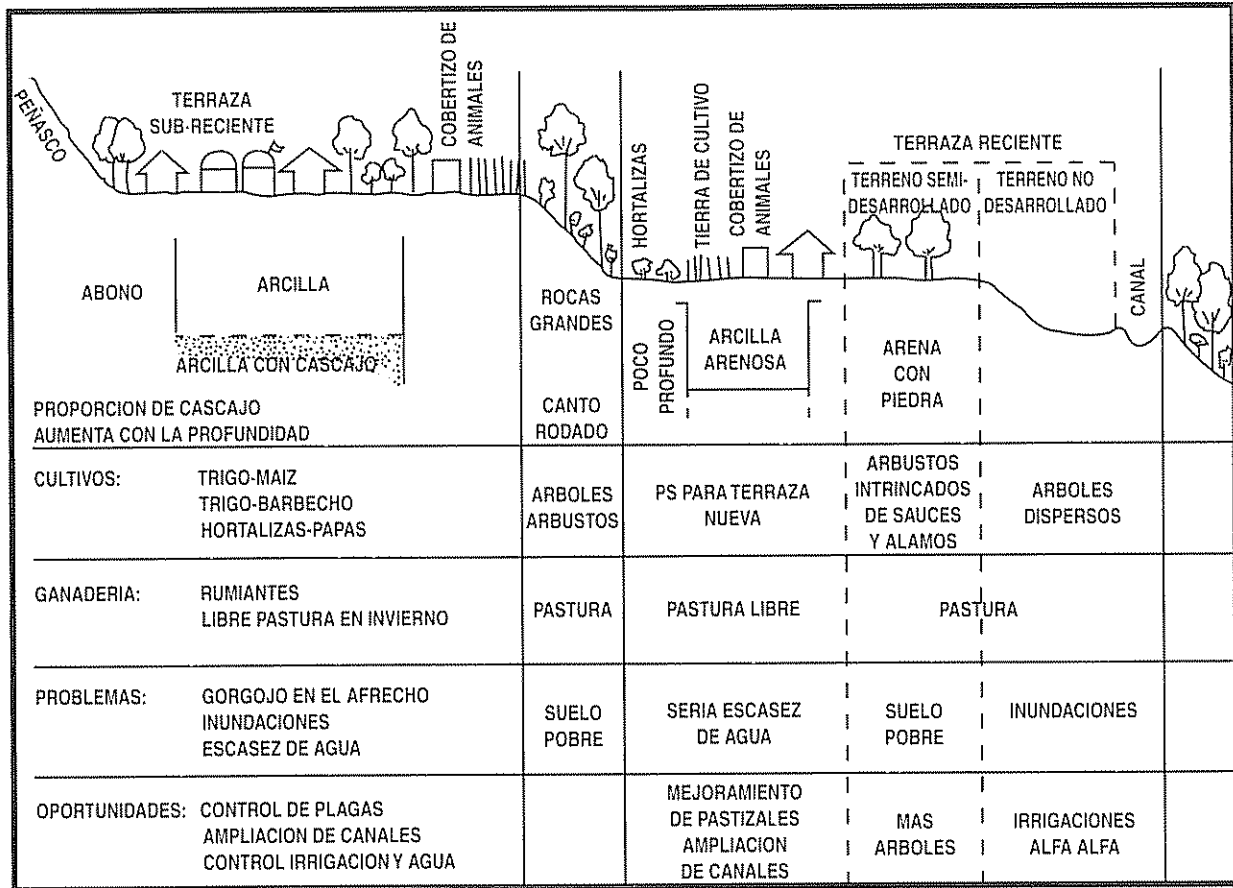 PEÑASCO
TERRAZA
SUB-RECIENTE
COBERTIZO DE
ANIMALES
HORTALIZAS
TIERRA DE CULTIVO
COBERTIZO DE
ANIMALES
TERRAZA RECIENTE
TERRENO SEMI-
DESARROLLADO
TERRENO NO
DESARROLLADO
CANAL
ABONO
ARCILLA
ARCILLA CON CASCAJO
PROPORCION DE CASCAJO
AUMENTA CON LA PROFUNDIDAD
ROCAS
GRANDES
CANTO
RODADO
POCO
PROFUNDO
ARCILLA
ARENOSA
ARENA
CON
PIEDRA
CULTIVOS:
TRIGO-MAIZ
TRIGO-BARBECHO
HORTALIZAS-PAPAS
ARBOLES
ARBUSTOS
PS PARA TERRAZA
NUEVA
ARBUSTOS
INTRINCADOS
DE SAUCES
Y ALAMOS
ARBOLES
DISPERSOS
GANADERIA:
RUMIANTES
LIBRE PASTURA EN INVIERNO
PASTURA
PASTURA LIBRE
PASTURA
PROBLEMAS:
GORGOJO EN EL AFRECHO
INUNDACIONES
ESCASEZ DE AGUA
SUELO
POBRE
SERIA ESCASEZ
DE AGUA
SUELO
POBRE
INUNDACIONES
OPORTUNIDADES:
CONTROL DE PLAGAS
AMPLIACION DE CANALES
CONTROL IRRIGACION Y AGUA
MEJORAMIENTO
DE PASTIZALES
AMPLIACION
DE CANALES
MAS
ARBOLES
IRRIGACIONES
ALFA ALFA